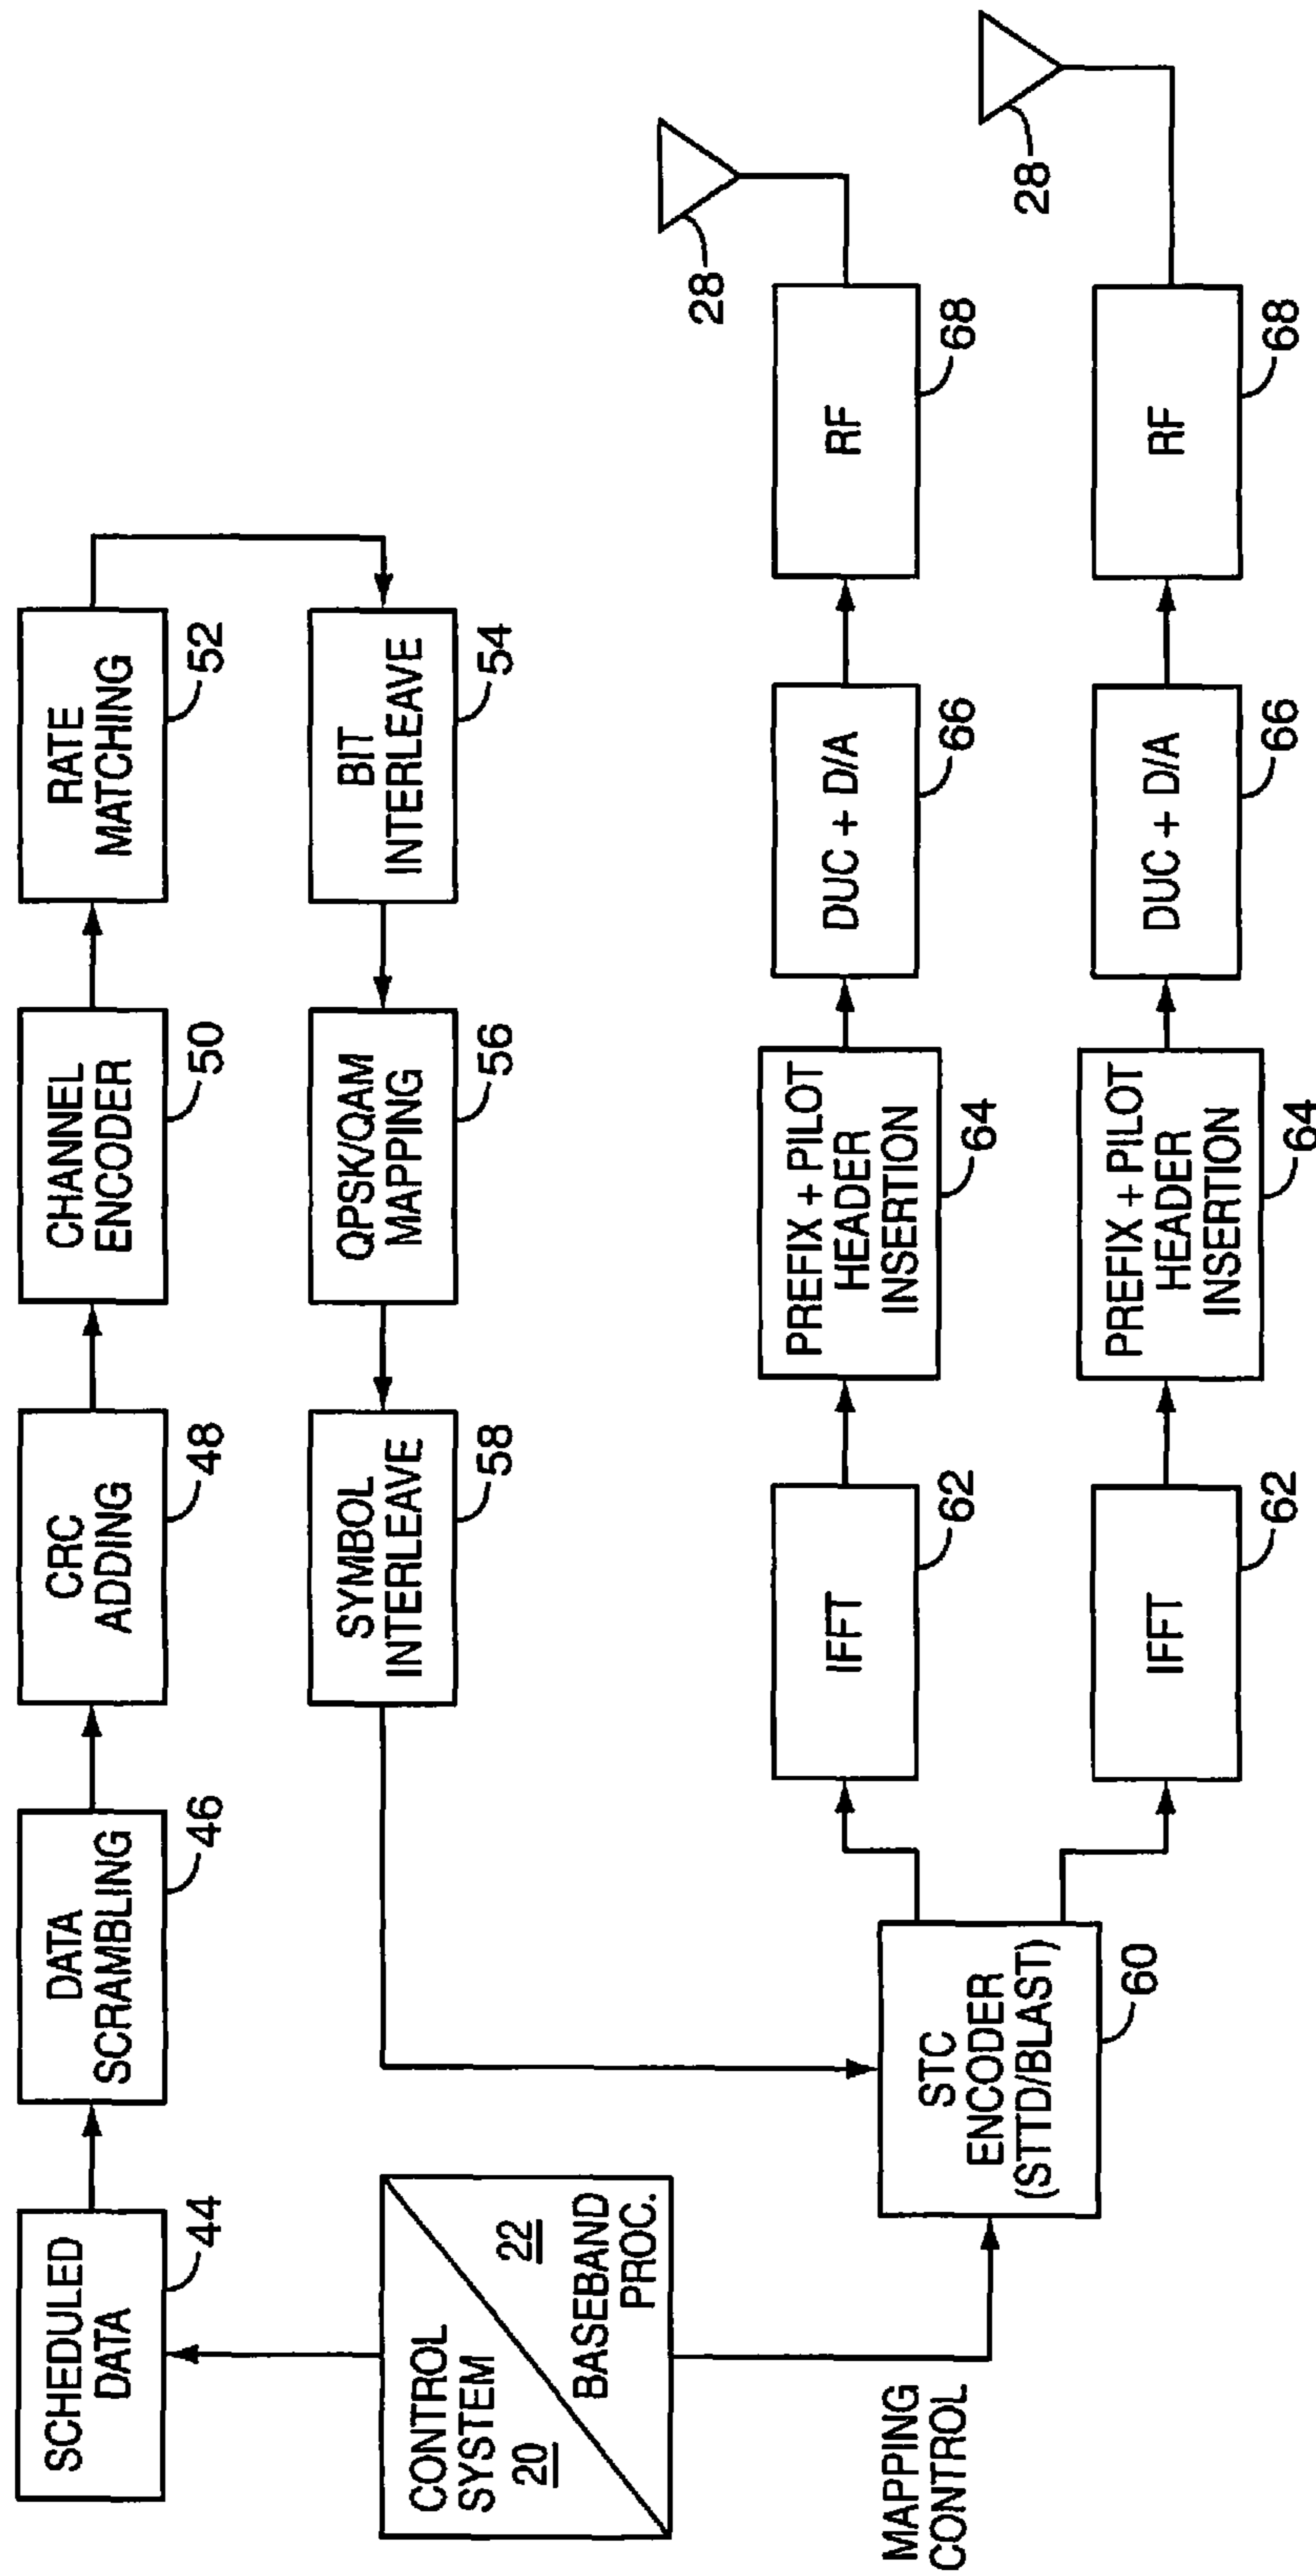 SCHEDULED
DATA
44
DATA
SCRAMBLING
46
CRC
ADDING
48
CHANNEL
ENCODER
50
RATE
MATCHING
52
BIT
INTERLEAVE
54
QPSK/QAM
MAPPING
56
SYMBOL
INTERLEAVE
58
CONTROL
SYSTEM
20
22
BASEBAND
PROC.
MAPPING
CONTROL
STC
ENCODER
(STTD/BLAST)
60
IFFT
62
PREFIX + PILOT
HEADER
INSERTION
64
DUC + D/A
66
RF
68
28
IFFT
62
PREFIX + PILOT
HEADER
INSERTION
64
DUC + D/A
66
RF
68
28